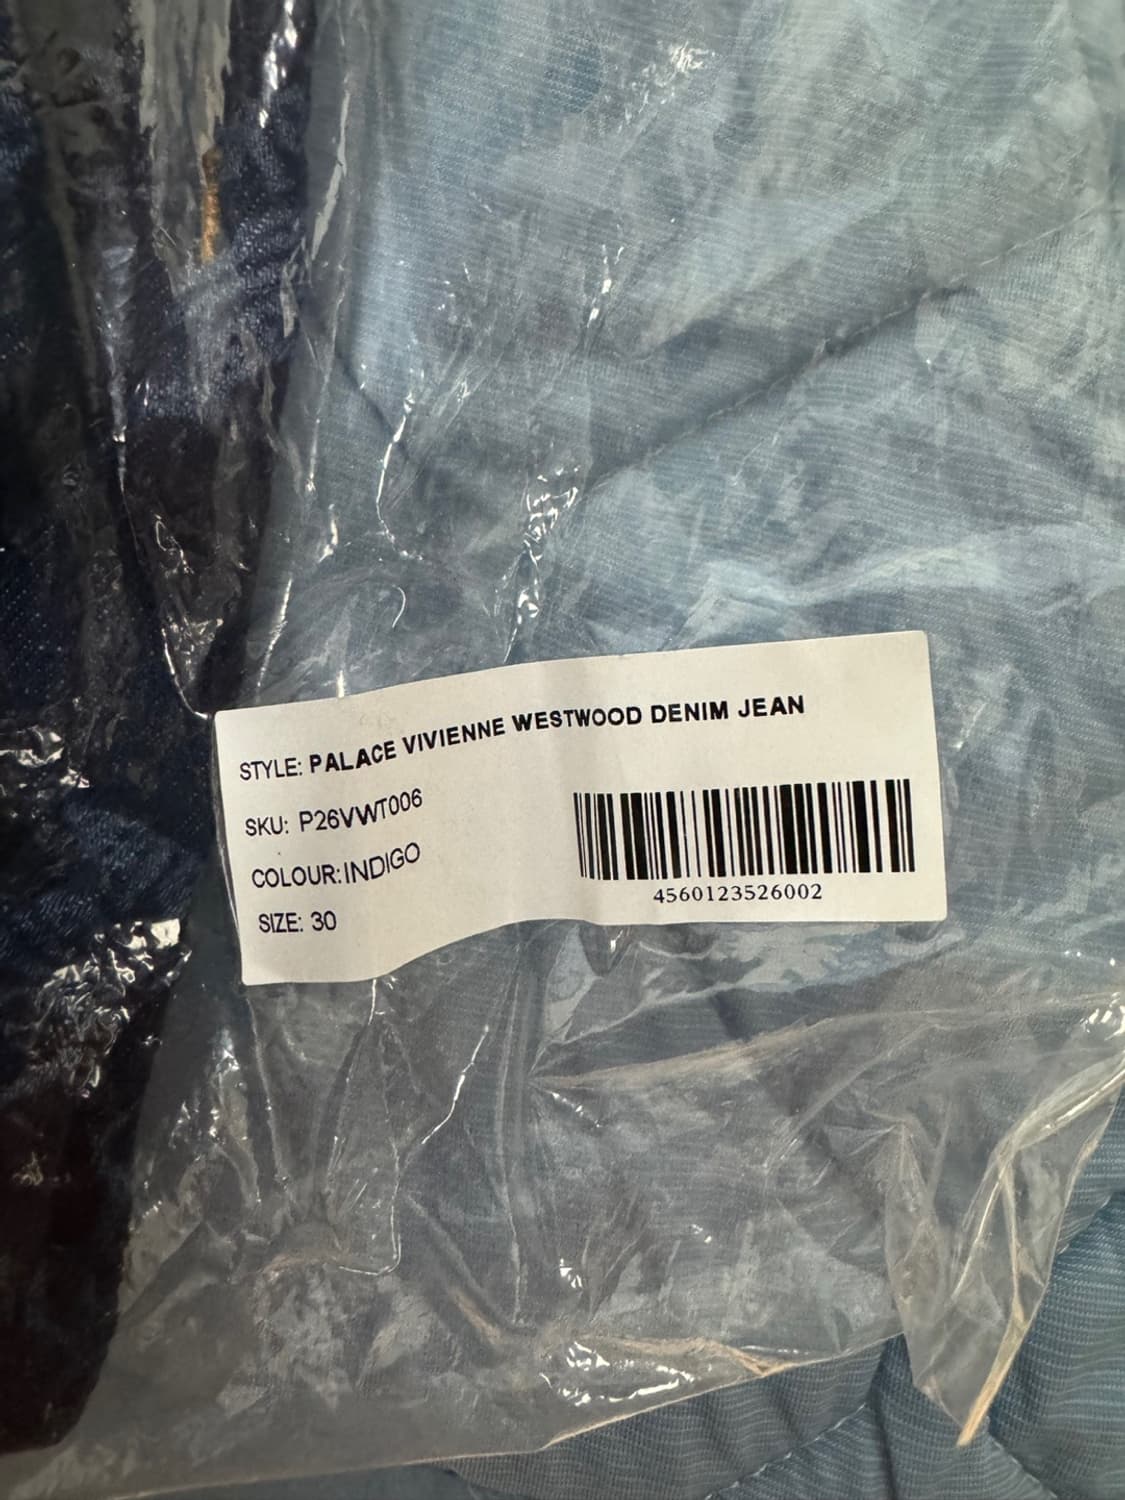 STYLE: PALACE VIVIENNE WESTWOOD DENIM JEAN
SKU: P26VWT006
COLOUR:INDIGO
SIZE: 30
4560123526002